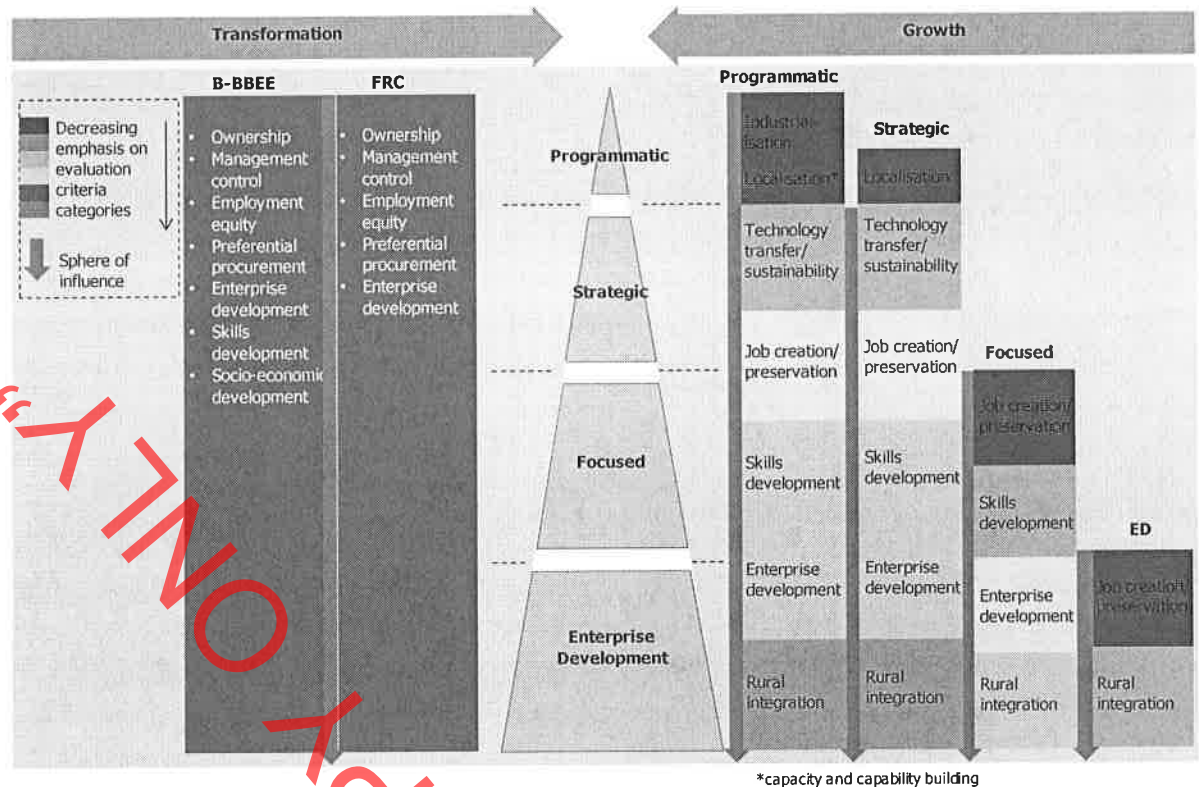 Transformation
Growth
B-BBEE
FRC
Decreasing
emphasis on
evaluation
criteria
categories
Sphere of
influence
• Ownership
• Management
control
• Employment
equity
• Preferential
procurement
• Enterprise
development
• Skills
development
• Socio-economic
development
• Ownership
• Management
control
• Employment
equity
• Preferential
procurement
• Enterprise
development
Programmatic
Strategic
Focused
Enterprise
Development
Programmatic
Industrial-
isation
Localisation*
Technology
transfer/
sustainability
Job creation/
preservation
Skills
development
Enterprise
development
Rural
integration
Strategic
Localisation
Technology
transfer/
sustainability
Job creation/
preservation
Skills
development
Enterprise
development
Rural
integration
Focused
Job creation/
preservation
Skills
development
Enterprise
development
Rural
integration
ED
Job creation/
preservation
Rural
integration
*capacity and capability building
ONLY"